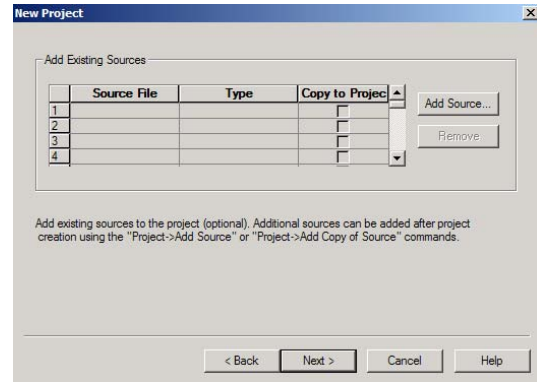 New Project
Add Existing Sources
Source File Type Copy to Projec
1
2
3
4
Add Source...
Remove
Add existing sources to the project (optional). Additional sources can be added after project
creation using the "Project->Add Source" or "Project->Add Copy of Source" commands.
< Back Next > Cancel Help